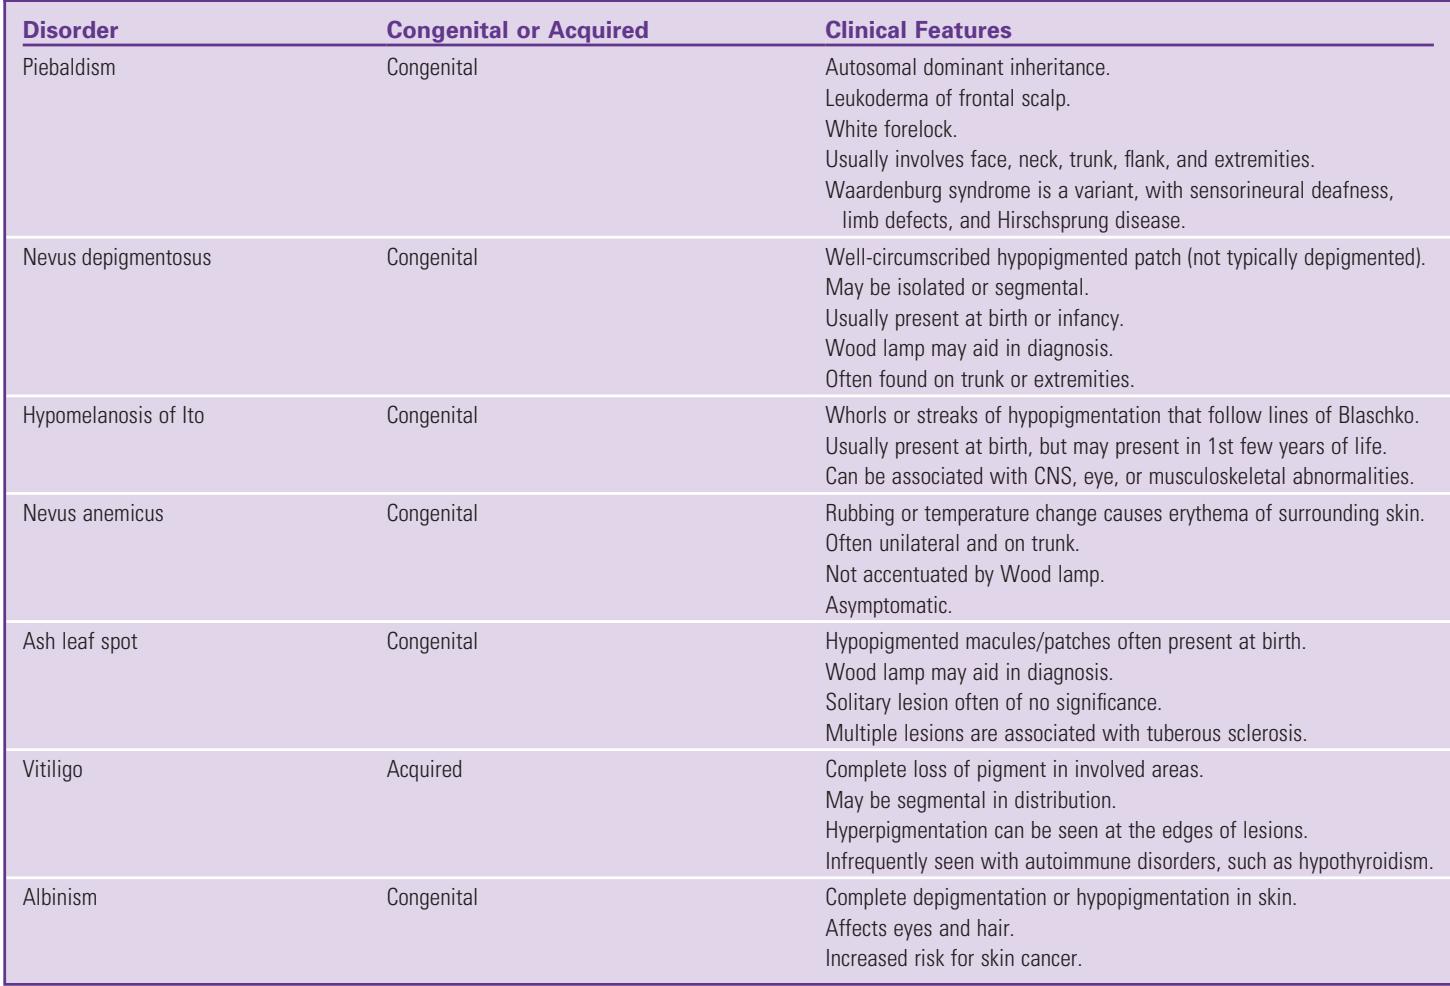 Disorder Congenital or Acquired Clinical Features
Piebaldism Congenital Autosomal dominant inheritance.
Leukoderma of frontal scalp.
White forelock.
Usually involves face, neck, trunk, flank, and extremities.
Waardenburg syndrome is a variant, with sensorineural deafness,
limb defects, and Hirschsprung disease.
Nevus depigmentosus Congenital Well-circumscribed hypopigmented patch (not typically depigmented).
May be isolated or segmental.
Usually present at birth or infancy.
Wood lamp may aid in diagnosis.
Often found on trunk or extremities.
Hypomelanosis of Ito Congenital Whorls or streaks of hypopigmentation that follow lines of Blaschko.
Usually present at birth, but may present in 1st few years of life.
Can be associated with CNS, eye, or musculoskeletal abnormalities.
Nevus anemicus Congenital Rubbing or temperature change causes erythema of surrounding skin.
Often unilateral and on trunk.
Not accentuated by Wood lamp.
Asymptomatic.
Ash leaf spot Congenital Hypopigmented macules/patches often present at birth.
Wood lamp may aid in diagnosis.
Solitary lesion often of no significance.
Multiple lesions are associated with tuberous sclerosis.
Vitiligo Acquired Complete loss of pigment in involved areas.
May be segmental in distribution.
Hyperpigmentation can be seen at the edges of lesions.
Infrequently seen with autoimmune disorders, such as hypothyroidism.
Albinism Congenital Complete depigmentation or hypopigmentation in skin.
Affects eyes and hair.
Increased risk for skin cancer.